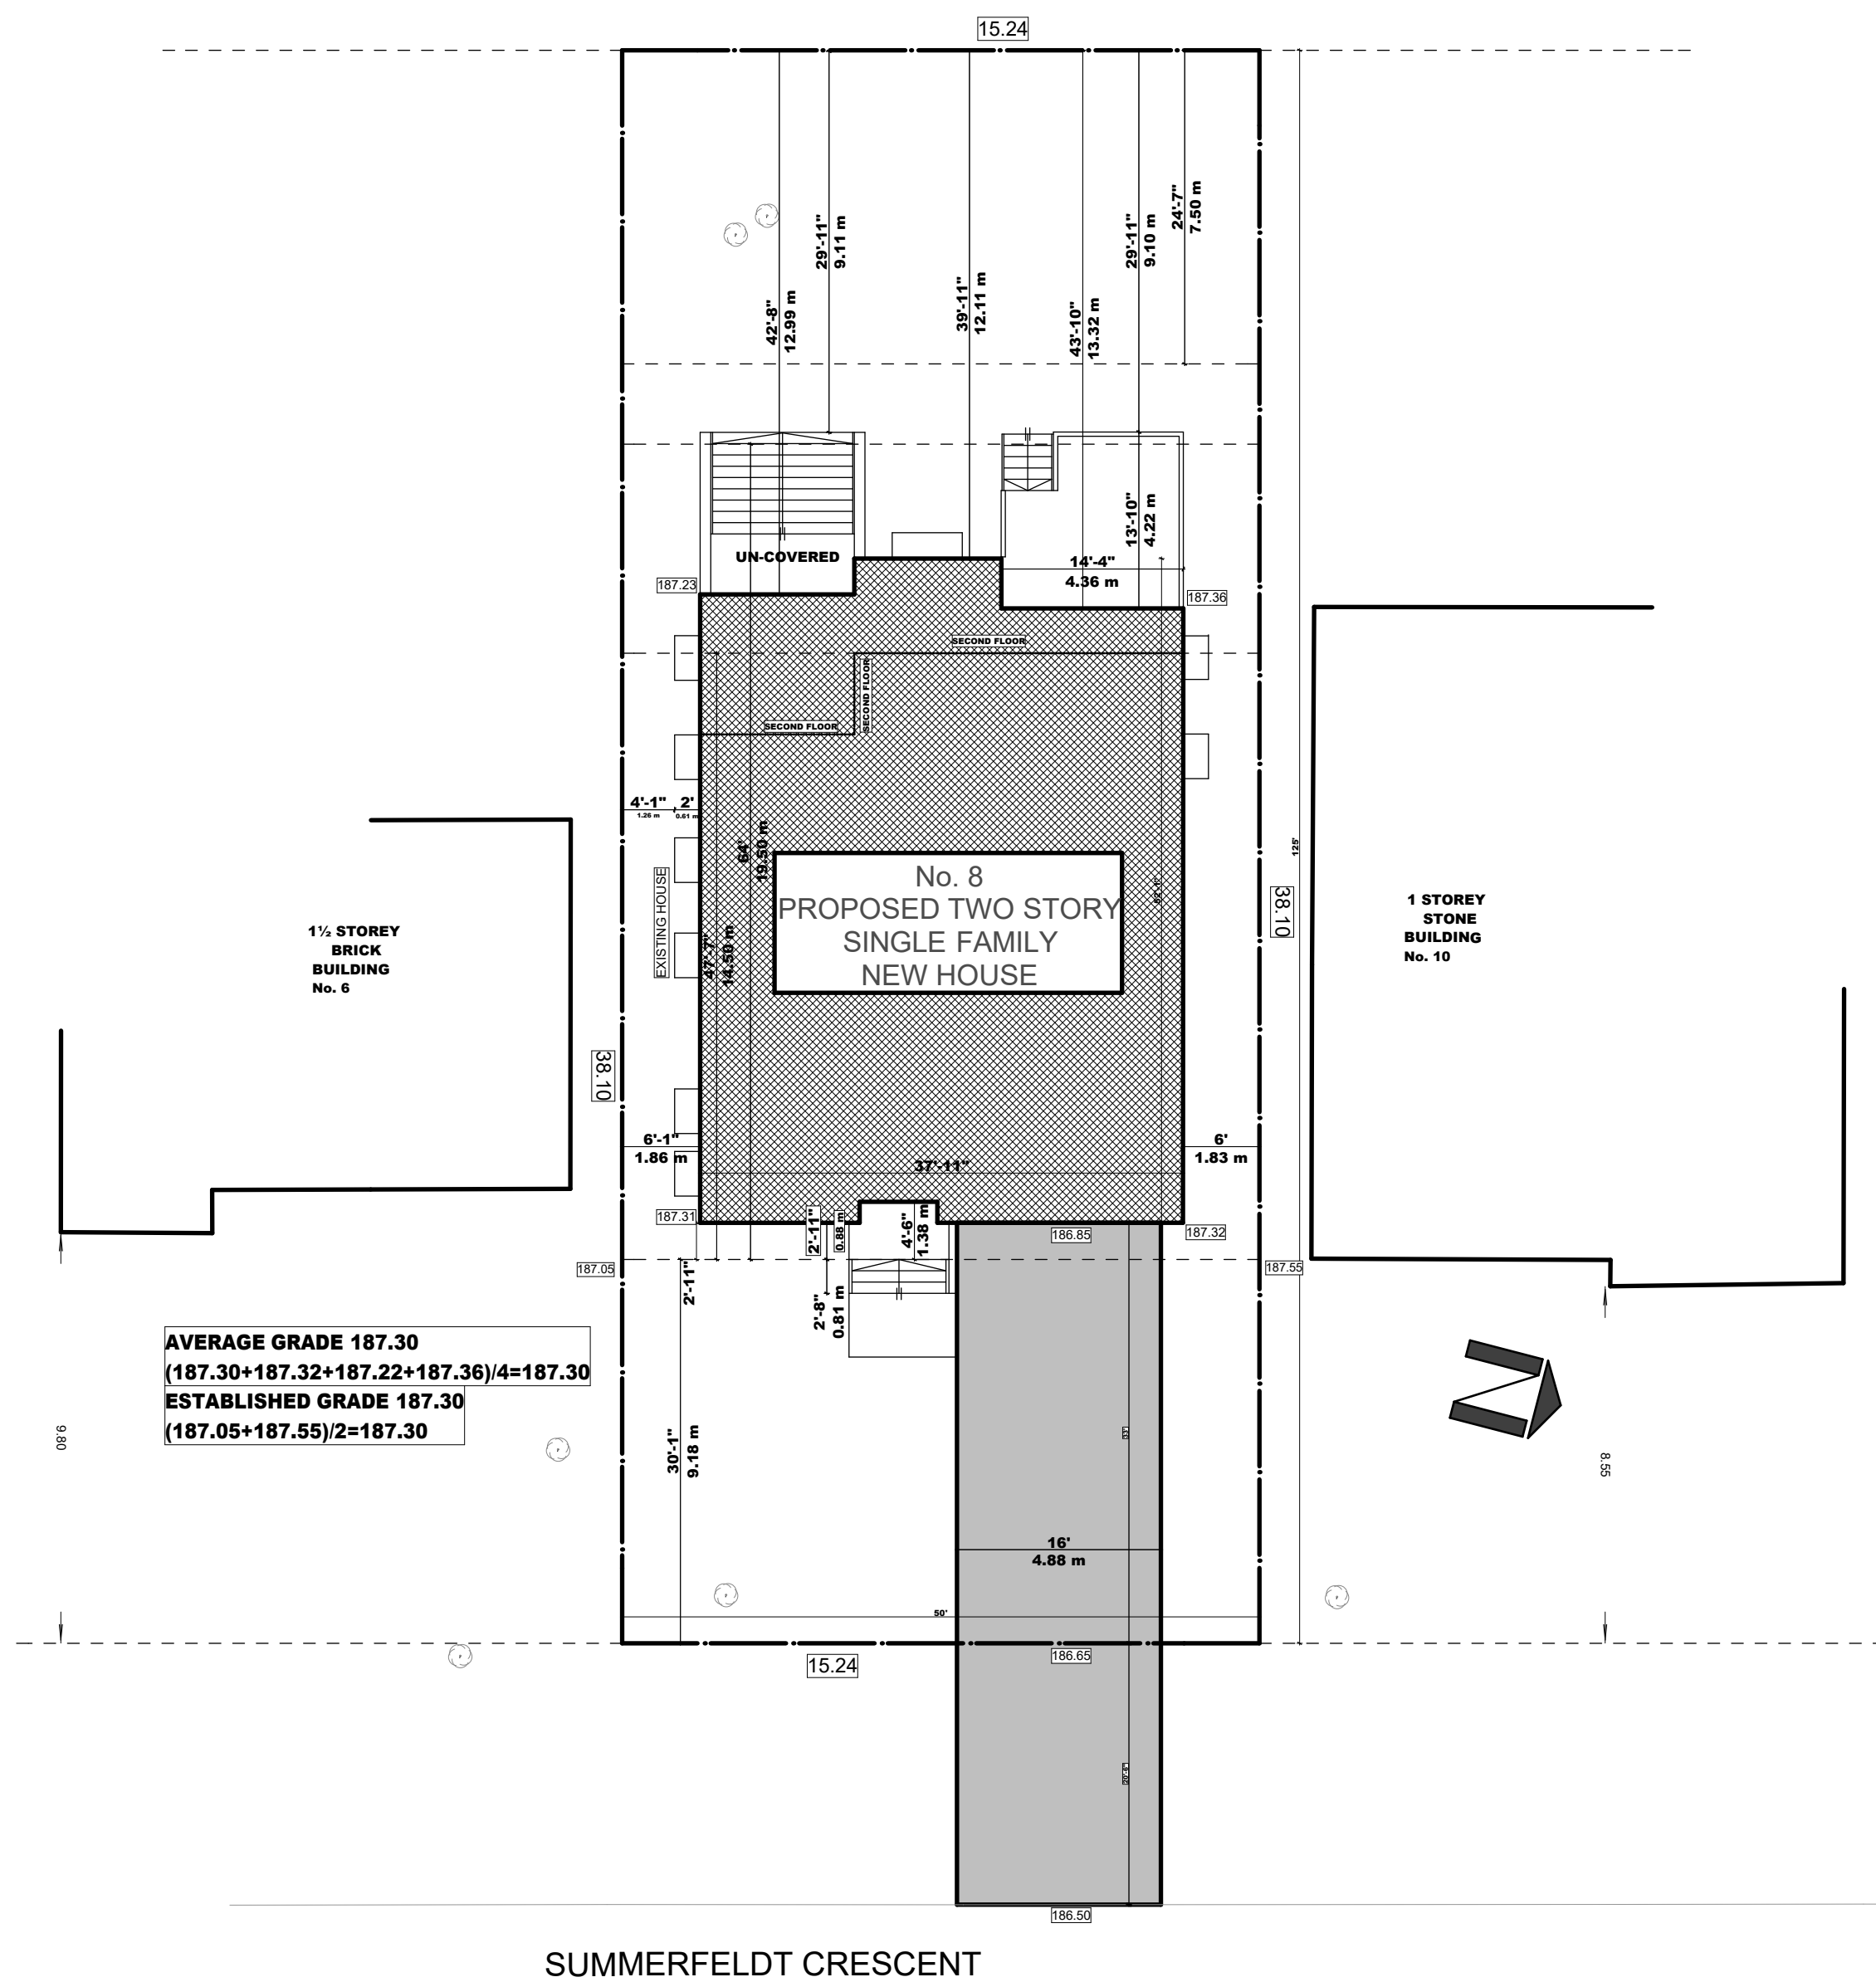 15.24
24'-7"
7.50 m
29'-11"
9.11 m
29'-11"
9.10 m
42'-8"
12.99 m
39'-11"
12.11 m
43'-10"
13.32 m
13'-10"
4.22 m
UN-COVERED
14'-4"
4.36 m
187.23
187.36
SECOND FLOOR
SECOND FLOOR
SECOND FLOOR
4'-1"
2'
1.26 m
0.61 m
64'
19.50 m
125'
52'-1"
No. 8
PROPOSED TWO STORY
SINGLE FAMILY
NEW HOUSE
EXISTING HOUSE
47'-7"
14.50 m
38.10
1½ STOREY
BRICK
BUILDING
No. 6
1 STOREY
STONE
BUILDING
No. 10
38.10
6'-1"
1.86 m
6'
1.83 m
37'-11"
187.31
2'-11"
0.88 m
4'-6"
1.38 m
186.85
187.32
187.05
187.55
2'-11"
2'-8"
0.81 m
AVERAGE GRADE 187.30
(187.30+187.32+187.22+187.36)/4=187.30
ESTABLISHED GRADE 187.30
(187.05+187.55)/2=187.30
9.80
30'-1"
9.18 m
33'
8.55
16'
4.88 m
50'
15.24
186.65
20'-6"
186.50
SUMMERFELDT CRESCENT